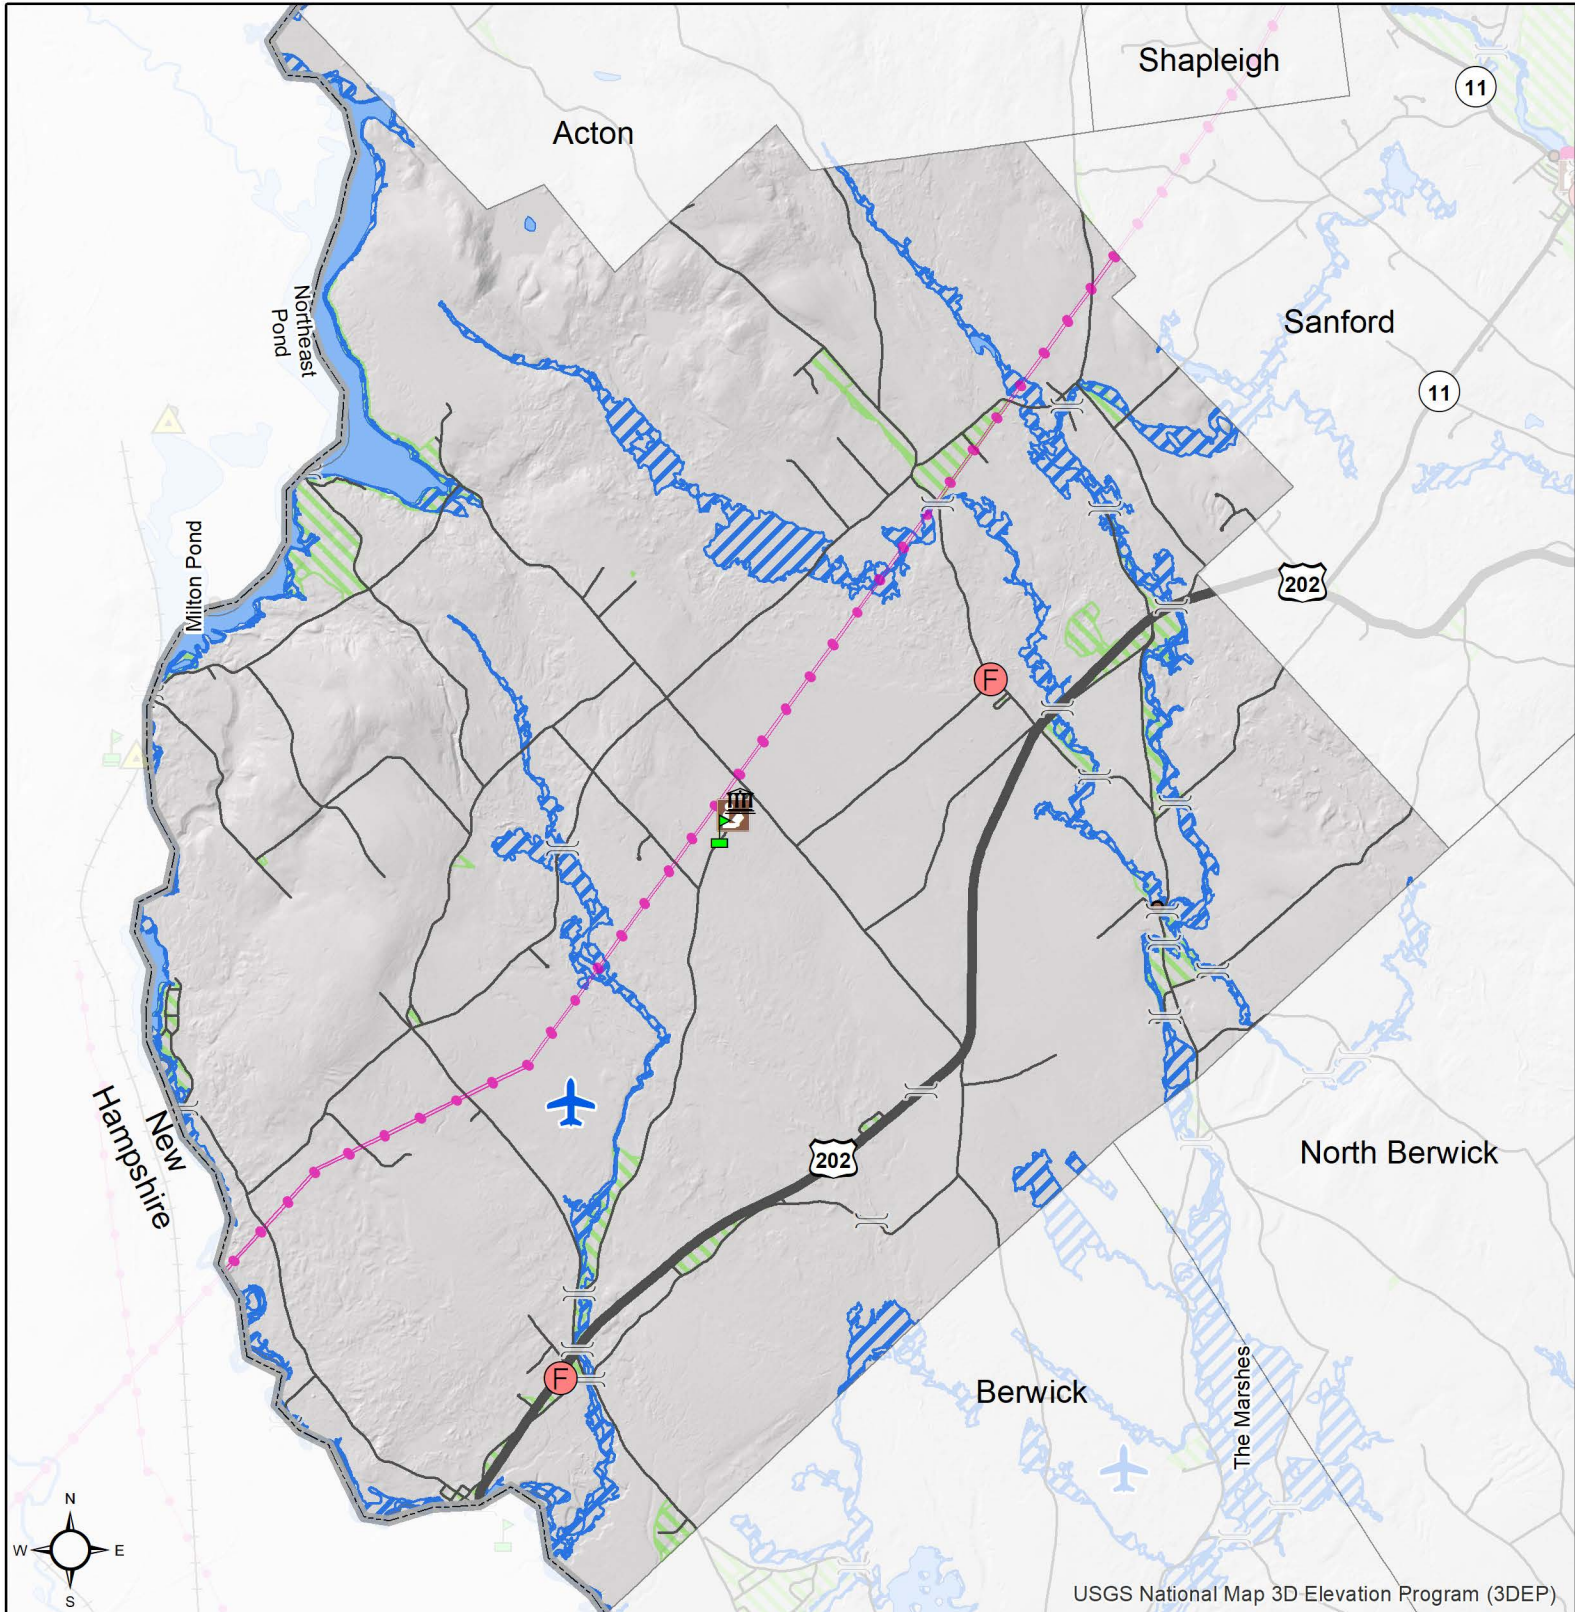 Shapleigh
11
Acton
Sanford
Northeast
Pond
11
Milton Pond
202
F
202
New
Hampshire
North Berwick
F
Berwick
The Marshes
N
W
E
S
USGS National Map 3D Elevation Program (3DEP)